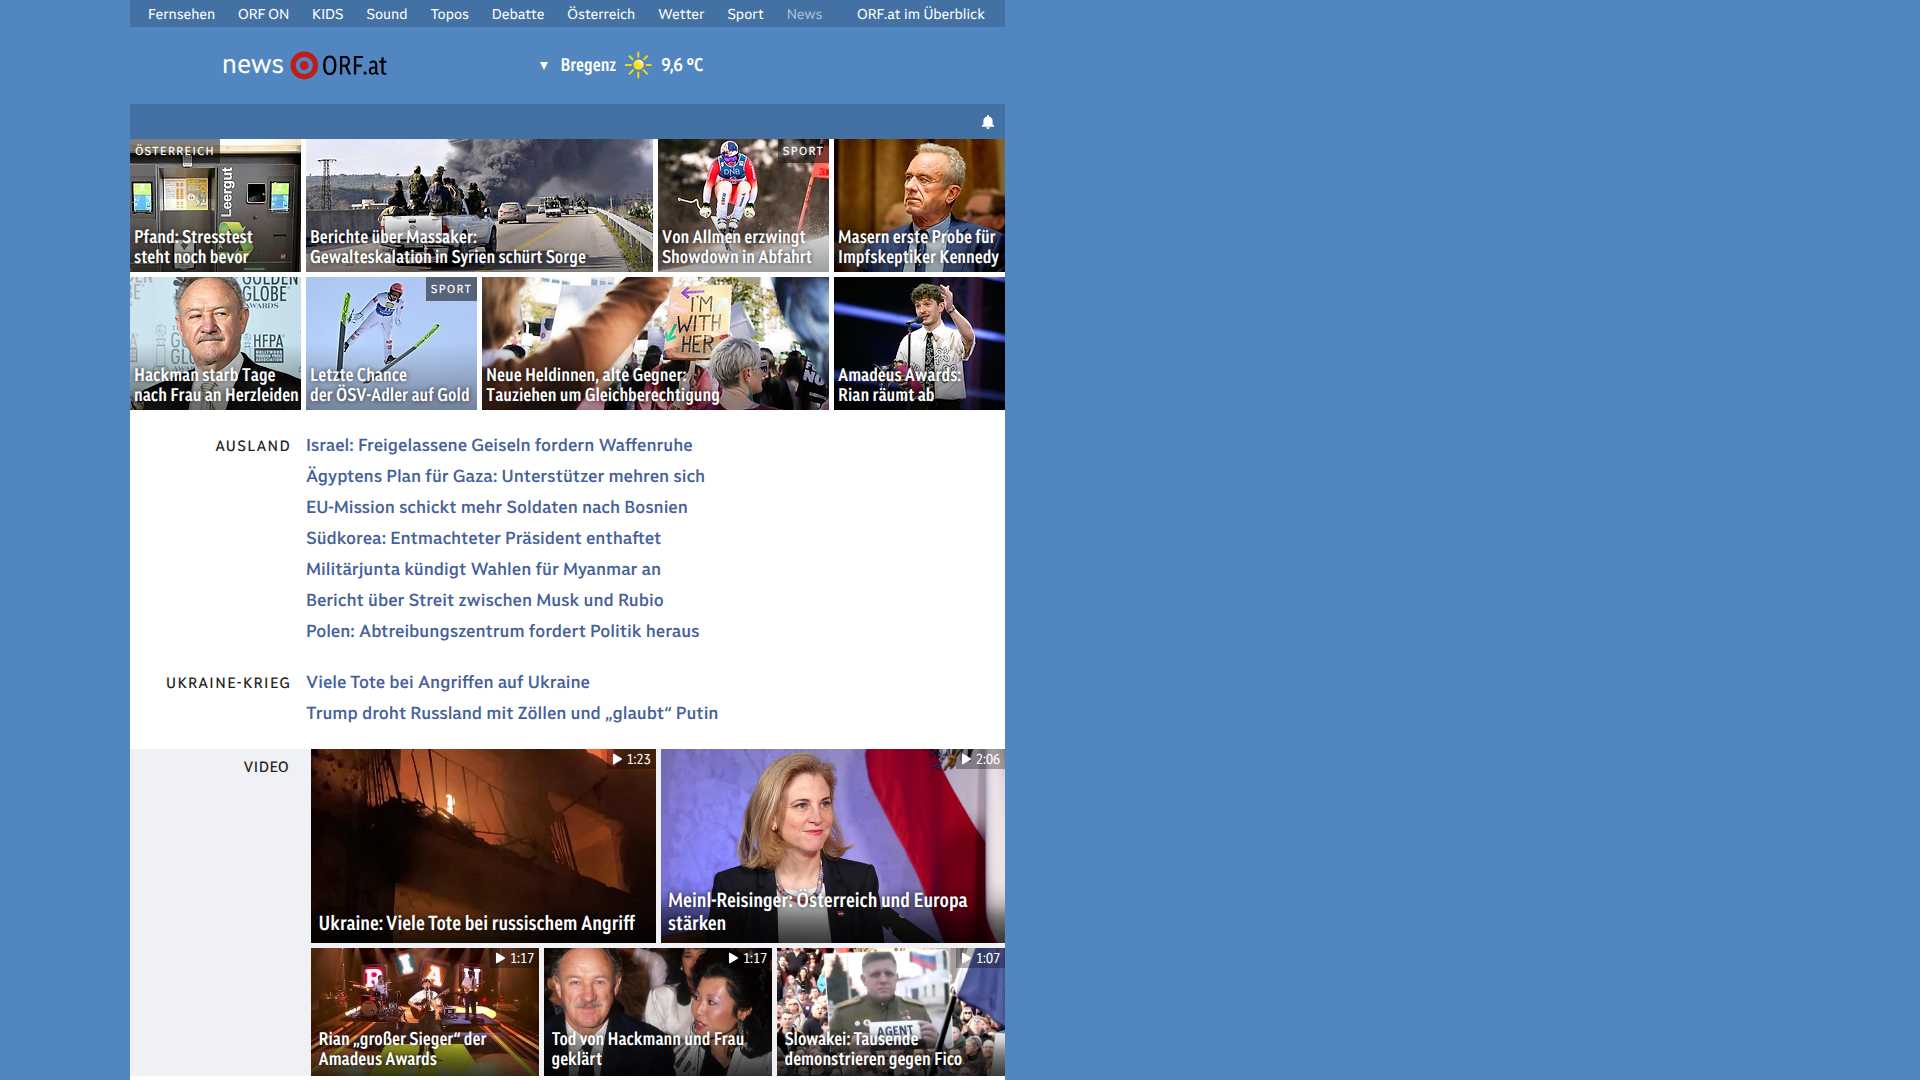 Fernsehen ORF ON KIDS Sound Topos Debatte Österreich Wetter Sport News ORF.at im Überblick
news ORF.at
Bregenz 9,6 °C
ÖSTERREICH
Leergut
Pfand: Stresstest
steht noch bevor
Berichte über Massaker:
Gewalteskalation in Syrien schürt Sorge
SPORT
DNB
Von Allmen erzwingt
Showdown in Abfahrt
Masern erste Probe für
Impfskeptiker Kennedy
GOLDEN
GLOBE
AWARDS
HFPA
Hackman starb Tage
nach Frau an Herzleiden
SPORT
Letzte Chance
der ÖSV-Adler auf Gold
I'M
WITH
HER
Neue Heldinnen, alte Gegner:
Tauziehen um Gleichberechtigung
Amadeus Awards:
Rian räumt ab
AUSLAND
Israel: Freigelassene Geiseln fordern Waffenruhe
Ägyptens Plan für Gaza: Unterstützer mehren sich
EU-Mission schickt mehr Soldaten nach Bosnien
Südkorea: Entmachteter Präsident enthaftet
Militärjunta kündigt Wahlen für Myanmar an
Bericht über Streit zwischen Musk und Rubio
Polen: Abtreibungszentrum fordert Politik heraus
UKRAINE-KRIEG
Viele Tote bei Angriffen auf Ukraine
Trump droht Russland mit Zöllen und „glaubt“ Putin
VIDEO
1:23
Ukraine: Viele Tote bei russischem Angriff
2:06
Meinl-Reisinger: Österreich und Europa
stärken
1:17
RIAN
Rian „großer Sieger“ der
Amadeus Awards
1:17
Tod von Hackmann und Frau
geklärt
1:07
AGENT
Slowakei: Tausende
demonstrieren gegen Fico